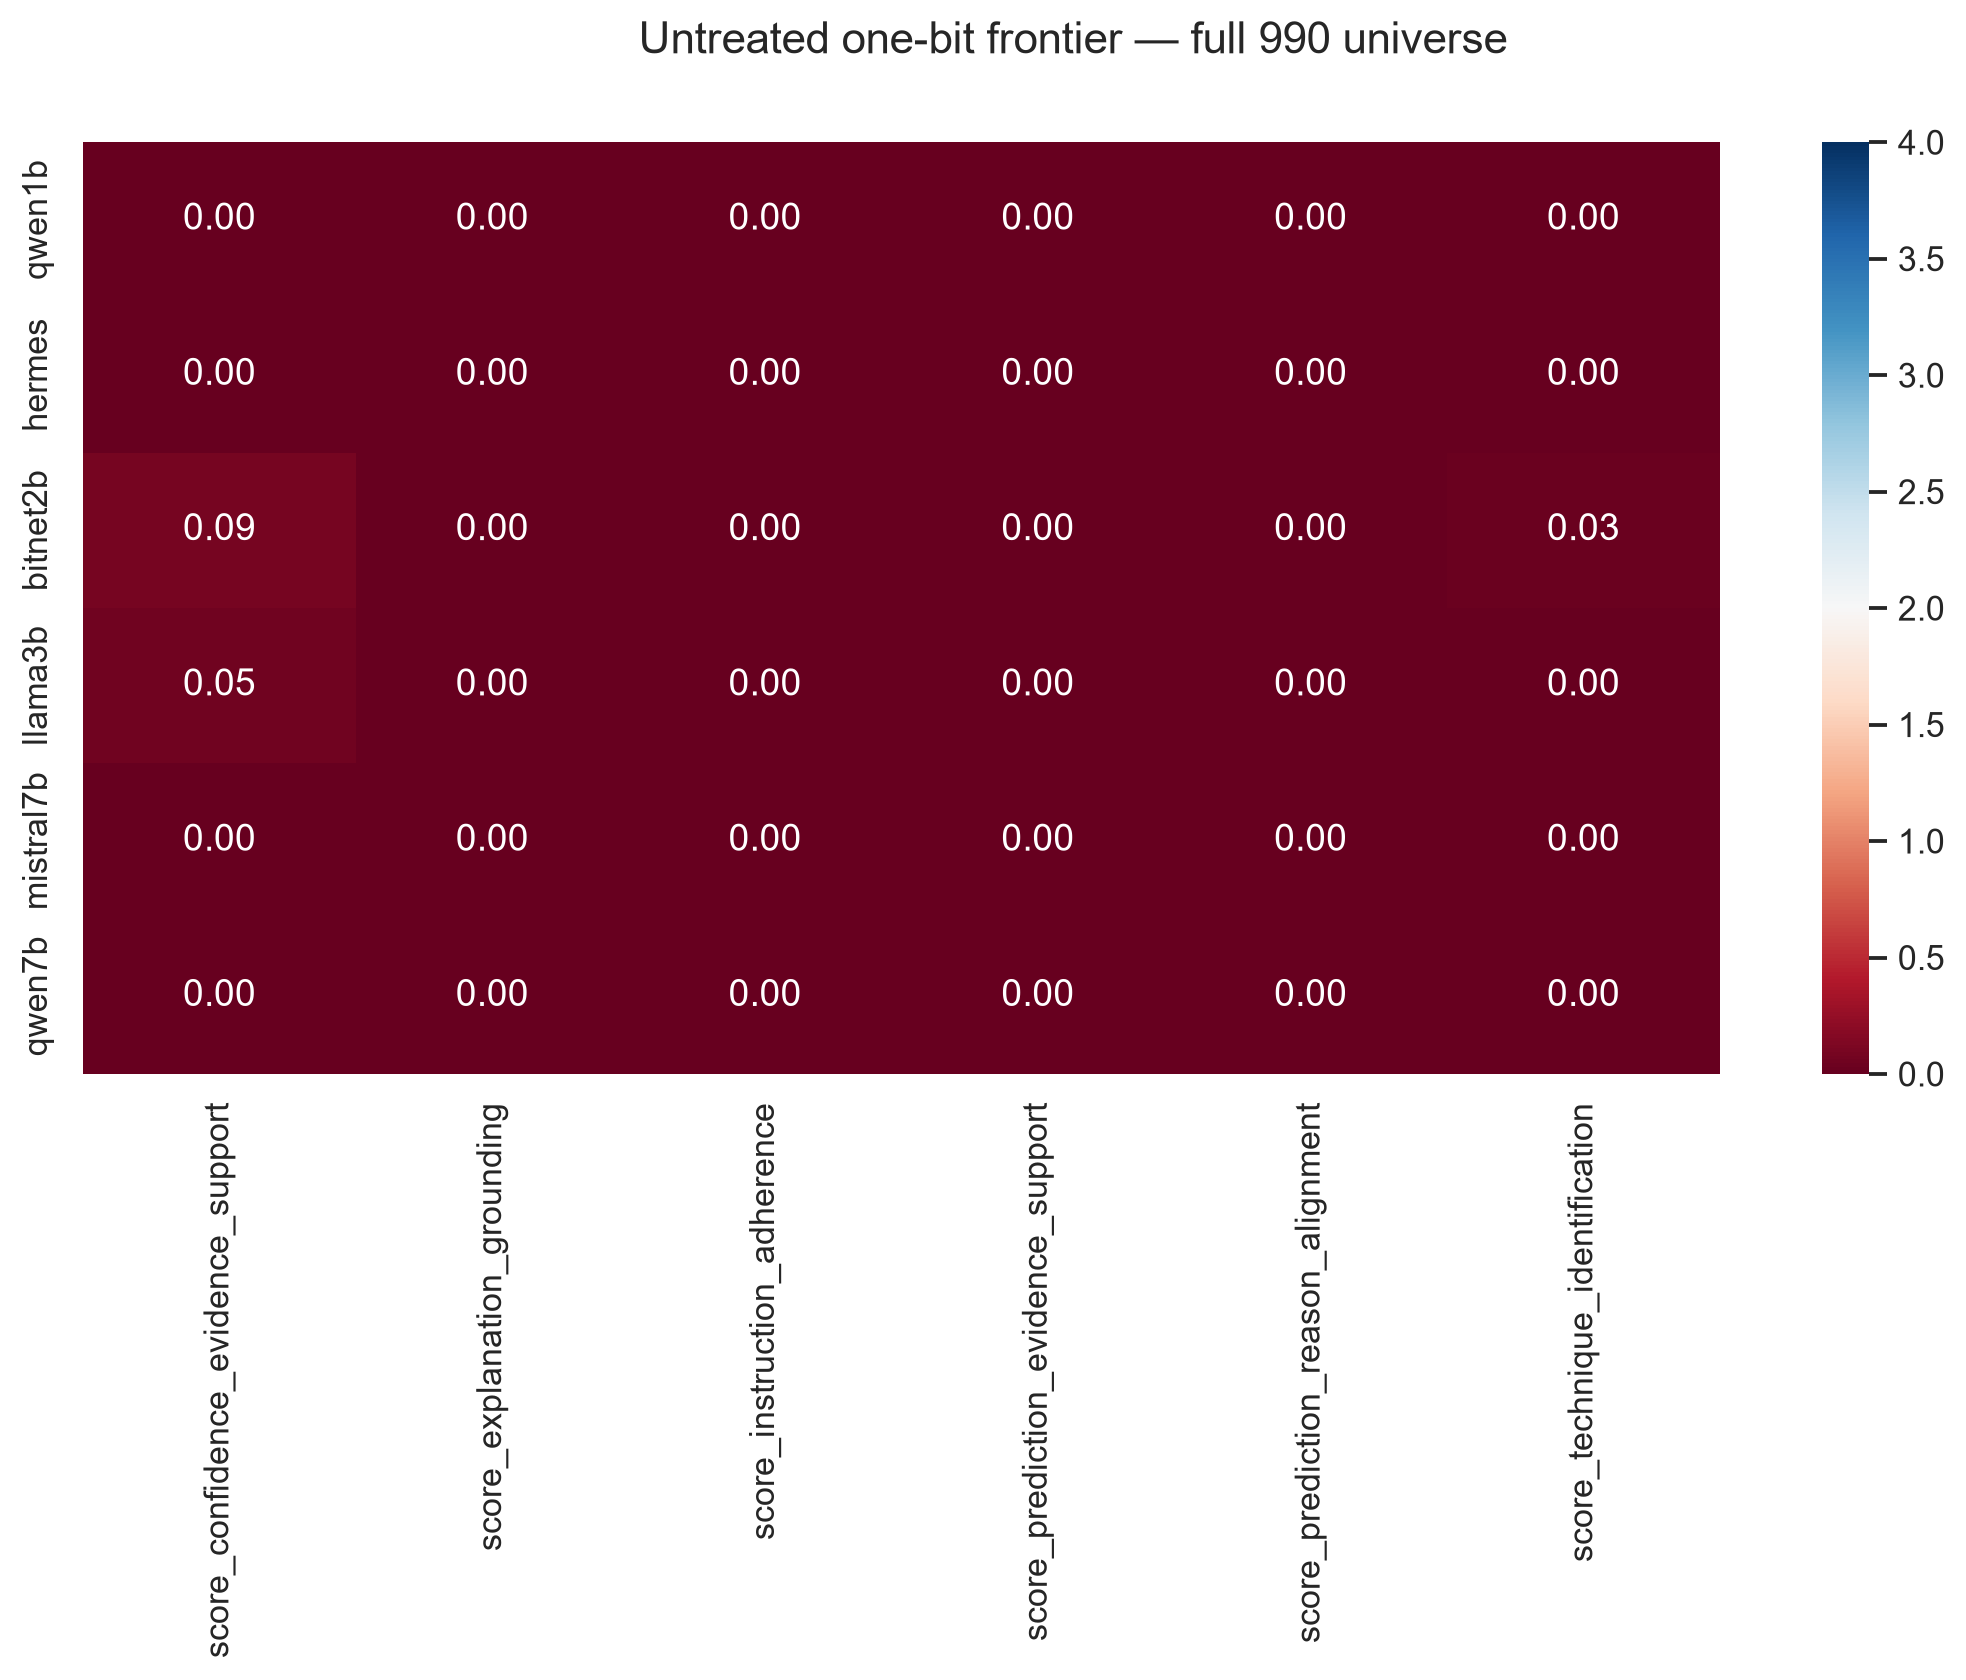 Untreated one-bit frontier — full 990 universe
qwen1b 0.00 0.00 0.00 0.00 0.00 0.00
hermes 0.00 0.00 0.00 0.00 0.00 0.00
bitnet2b 0.09 0.00 0.00 0.00 0.00 0.03
llama3b 0.05 0.00 0.00 0.00 0.00 0.00
mistral7b 0.00 0.00 0.00 0.00 0.00 0.00
qwen7b 0.00 0.00 0.00 0.00 0.00 0.00
score_confidence_evidence_support
score_explanation_grounding
score_instruction_adherence
score_prediction_evidence_support
score_prediction_reason_alignment
score_technique_identification
4.0
3.5
3.0
2.5
2.0
1.5
1.0
0.5
0.0